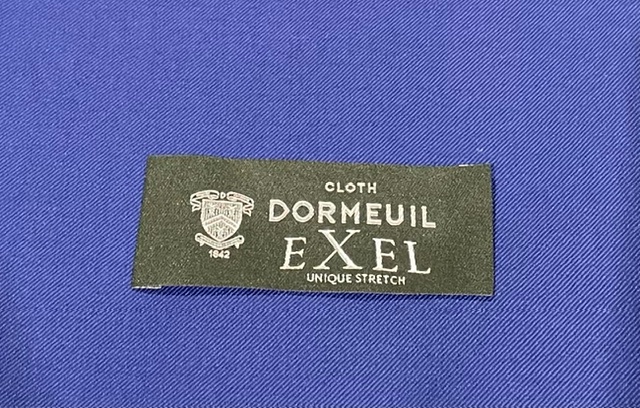 CLOTH
DORMEUIL
EXEL
UNIQUE STRETCH
1842